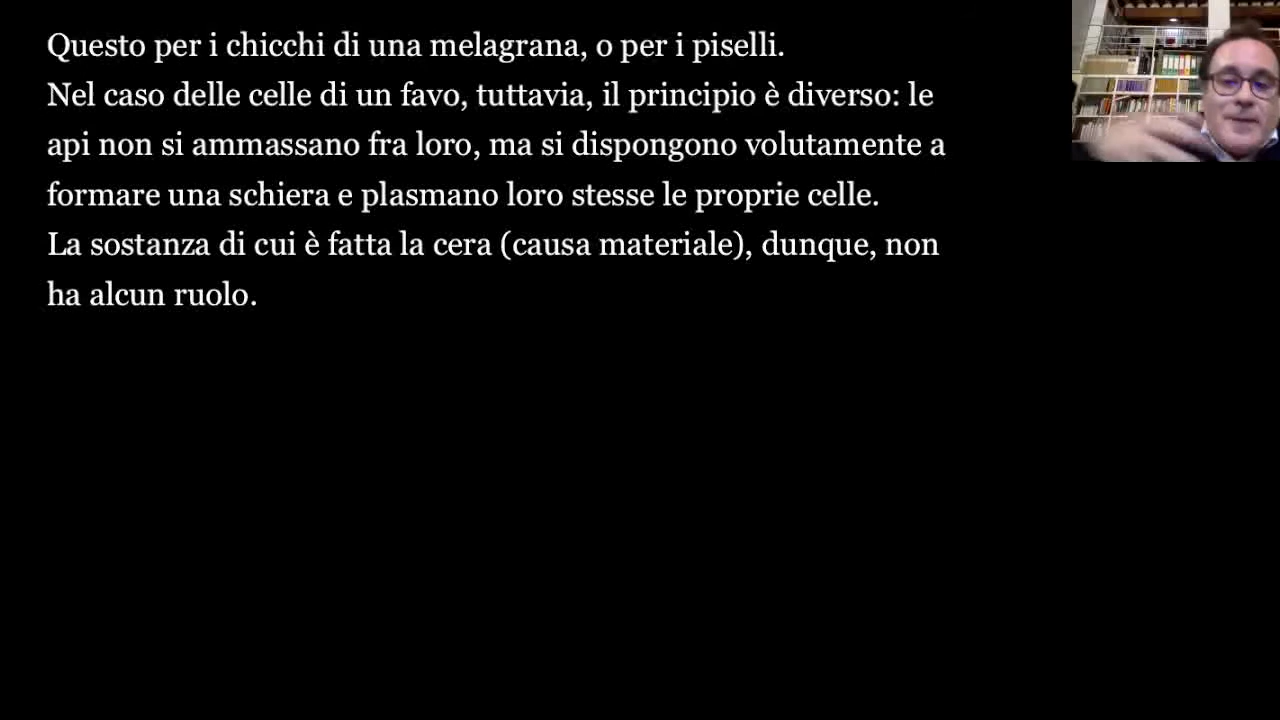 Questo per i chicchi di una melagrana, o per i piselli.
Nel caso delle celle di un favo, tuttavia, il principio è diverso: le
api non si ammassano fra loro, ma si dispongono volutamente a
formare una schiera e plasmano loro stesse le proprie celle.
La sostanza di cui è fatta la cera (causa materiale), dunque, non
ha alcun ruolo.